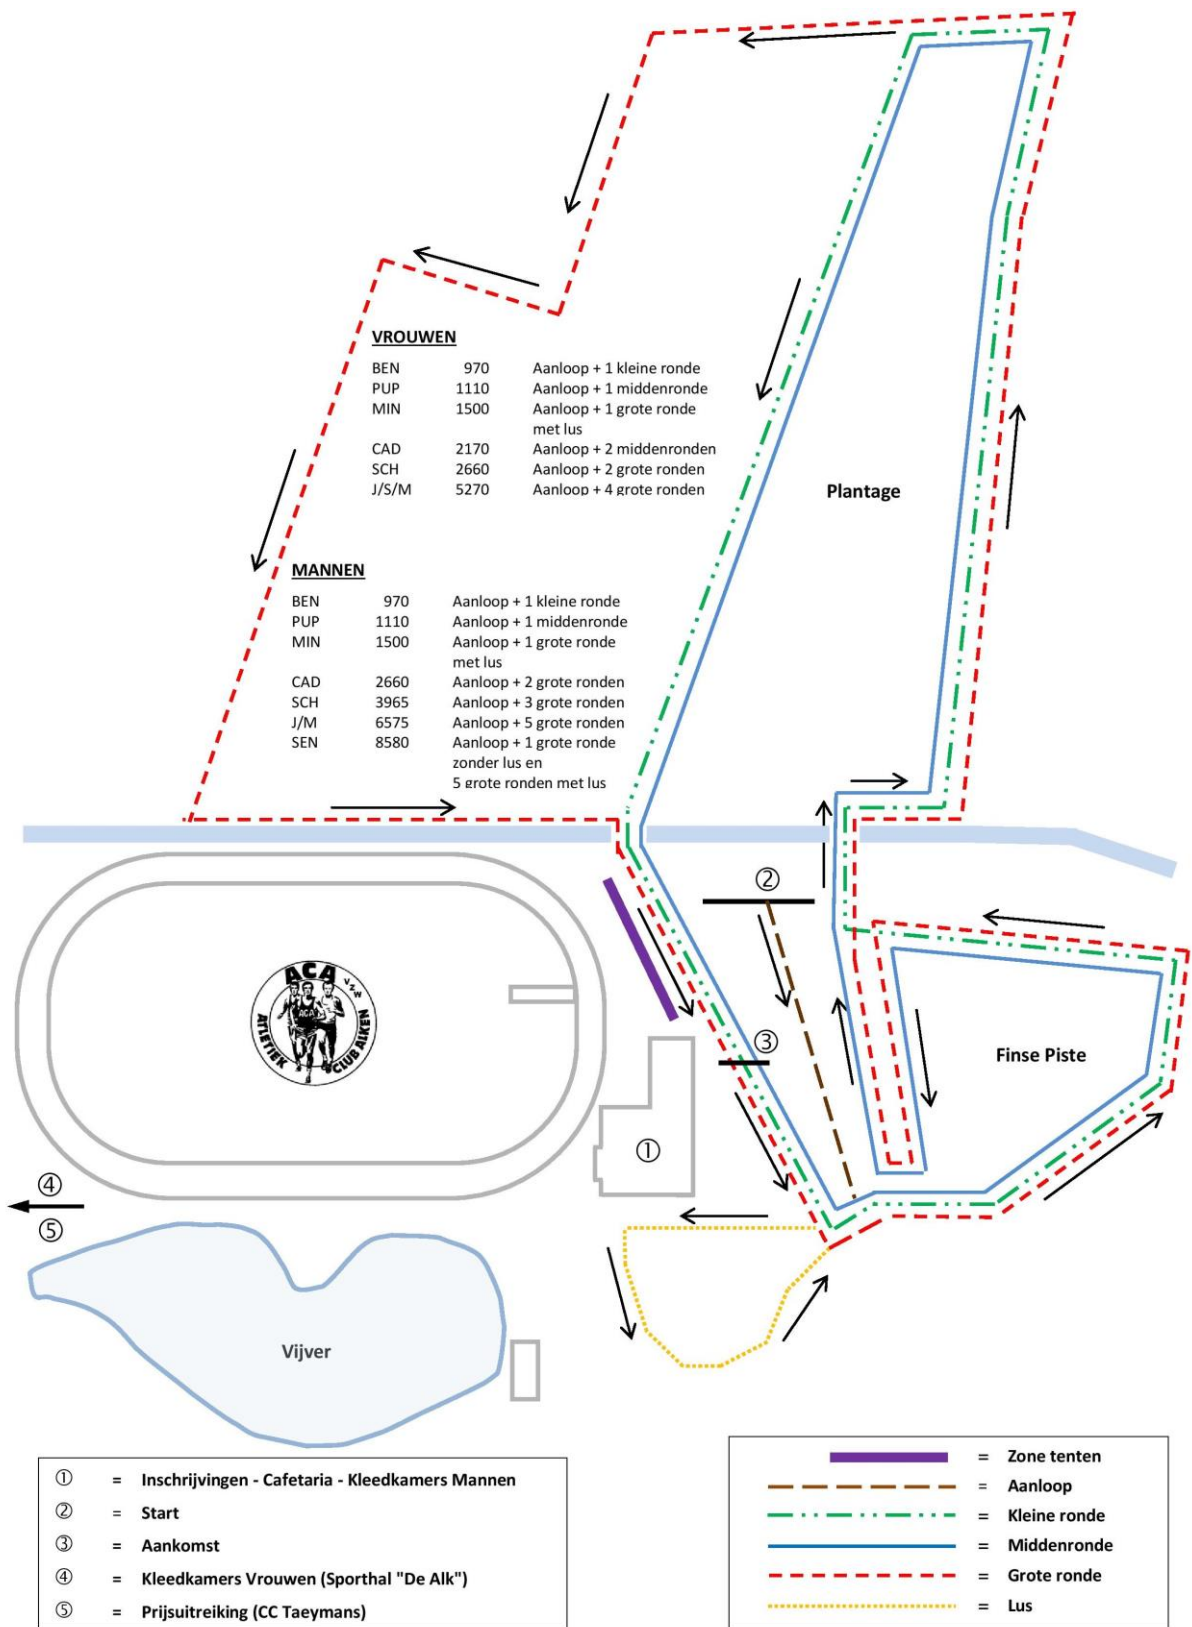 VROUWEN
BEN 970 Aanloop + 1 kleine ronde
PUP 1110 Aanloop + 1 middenronde
MIN 1500 Aanloop + 1 grote ronde
met lus
CAD 2170 Aanloop + 2 middenronden
SCH 2660 Aanloop + 2 grote ronden
J/S/M 5270 Aanloop + 4 grote ronden
Plantage
MANNEN
BEN 970 Aanloop + 1 kleine ronde
PUP 1110 Aanloop + 1 middenronde
MIN 1500 Aanloop + 1 grote ronde
met lus
CAD 2660 Aanloop + 2 grote ronden
SCH 3965 Aanloop + 3 grote ronden
J/M 6575 Aanloop + 5 grote ronden
SEN 8580 Aanloop + 1 grote ronde
zonder lus en
5 grote ronden met lus
②
ACA VZW
ACA
ATLETIEK CLUB ALKEN
③
Finse Piste
①
④
⑤
Vijver
① = Inschrijvingen - Cafetaria - Kleedkamers Mannen
② = Start
③ = Aankomst
④ = Kleedkamers Vrouwen (Sporthal "De Alk")
⑤ = Prijsuitreiking (CC Taeymans)
= Zone tenten
= Aanloop
= Kleine ronde
= Middenronde
= Grote ronde
= Lus